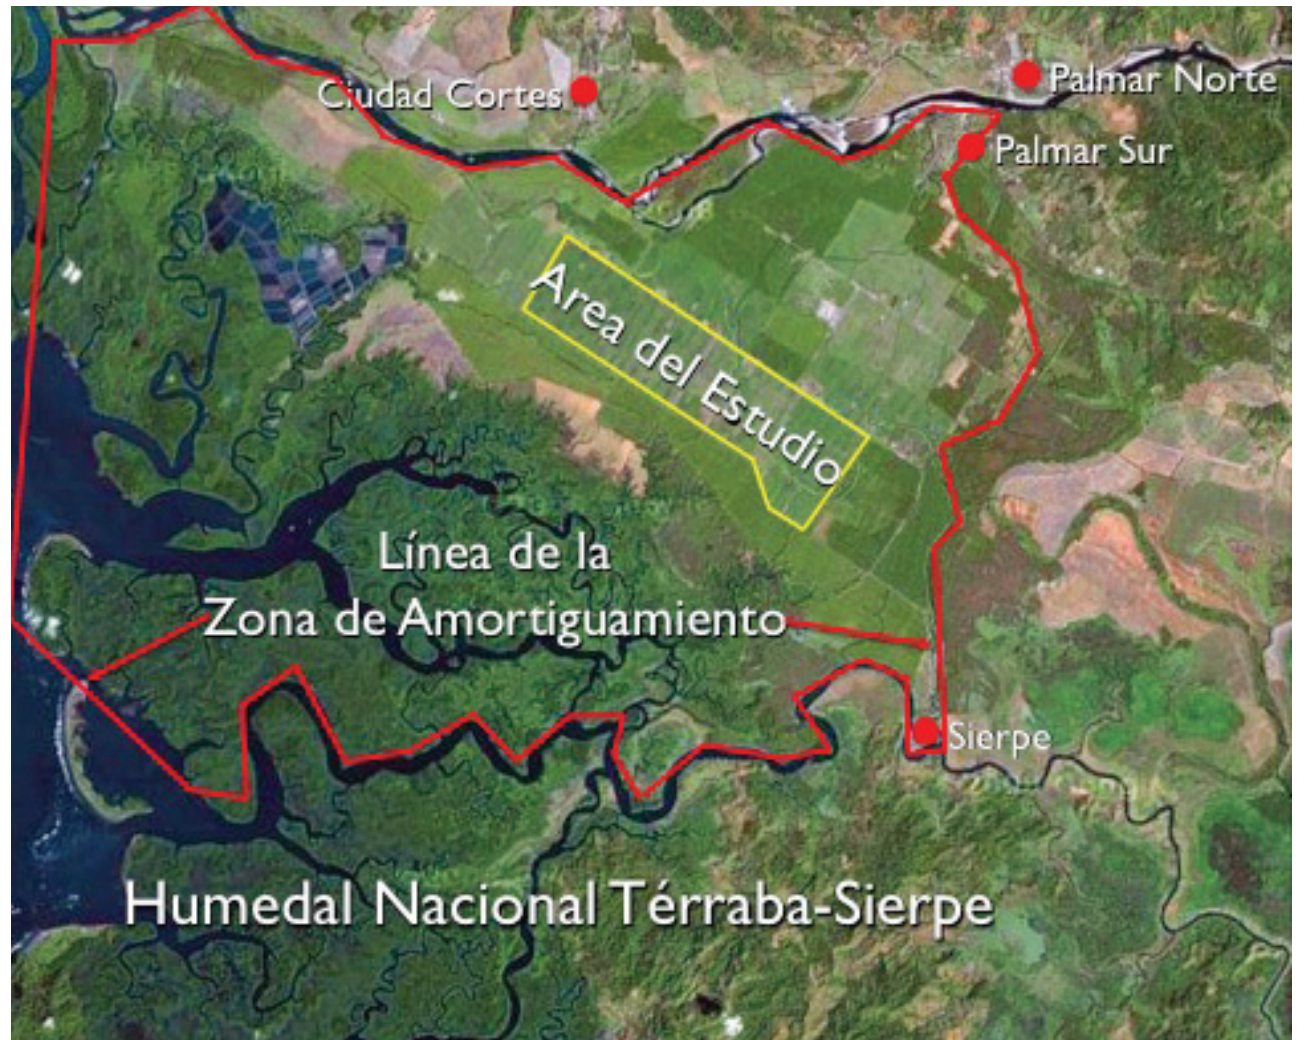 Ciudad Cortes
Palmar Norte
Palmar Sur
Area del Estudio
Línea de la
Zona de Amortiguamiento
Sierpe
Humedal Nacional Térraba-Sierpe